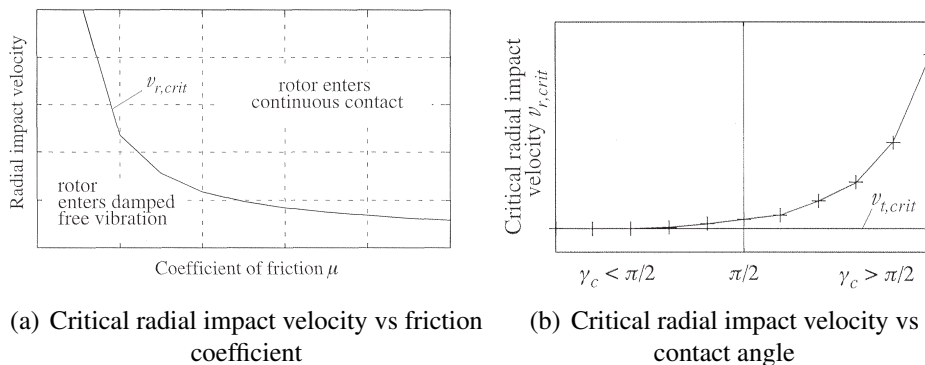 Radial impact velocity
v_{r,crit}
rotor enters
continuous contact
rotor
enters damped
free vibration
Coefficient of friction μ
(a) Critical radial impact velocity vs friction
coefficient
Critical radial impact
velocity v_{r,crit}
v_{t,crit}
γ_c < π/2
π/2
γ_c > π/2
(b) Critical radial impact velocity vs
contact angle